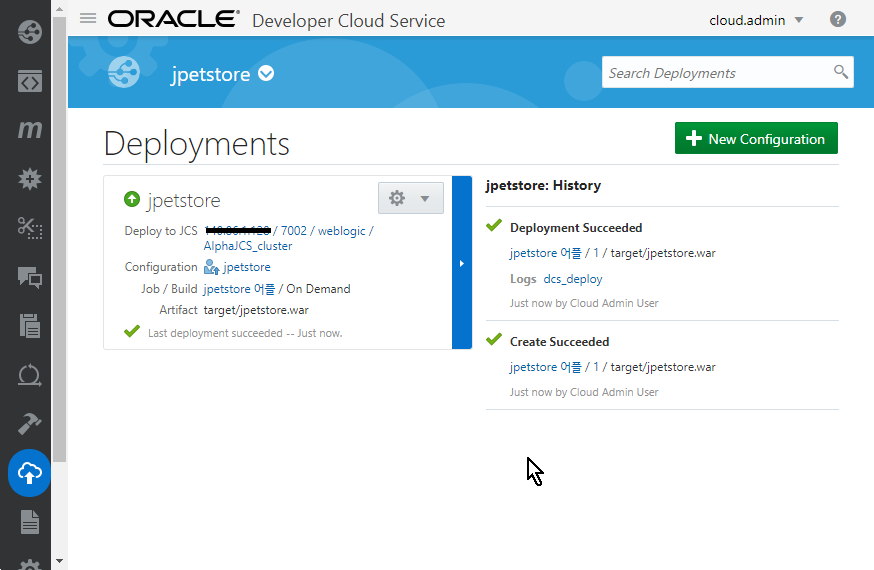 ORACLE® Developer Cloud Service
cloud.admin
jpetstore
Search Deployments
Deployments
New Configuration
jpetstore
Deploy to JCS / 7002 / weblogic /
AlphaJCS_cluster
Configuration jpetstore
Job / Build jpetstore 어플 / On Demand
Artifact target/jpetstore.war
Last deployment succeeded -- Just now.
jpetstore: History
Deployment Succeeded
jpetstore 어플 / 1 / target/jpetstore.war
Logs dcs_deploy
Just now by Cloud Admin User
Create Succeeded
jpetstore 어플 / 1 / target/jpetstore.war
Just now by Cloud Admin User